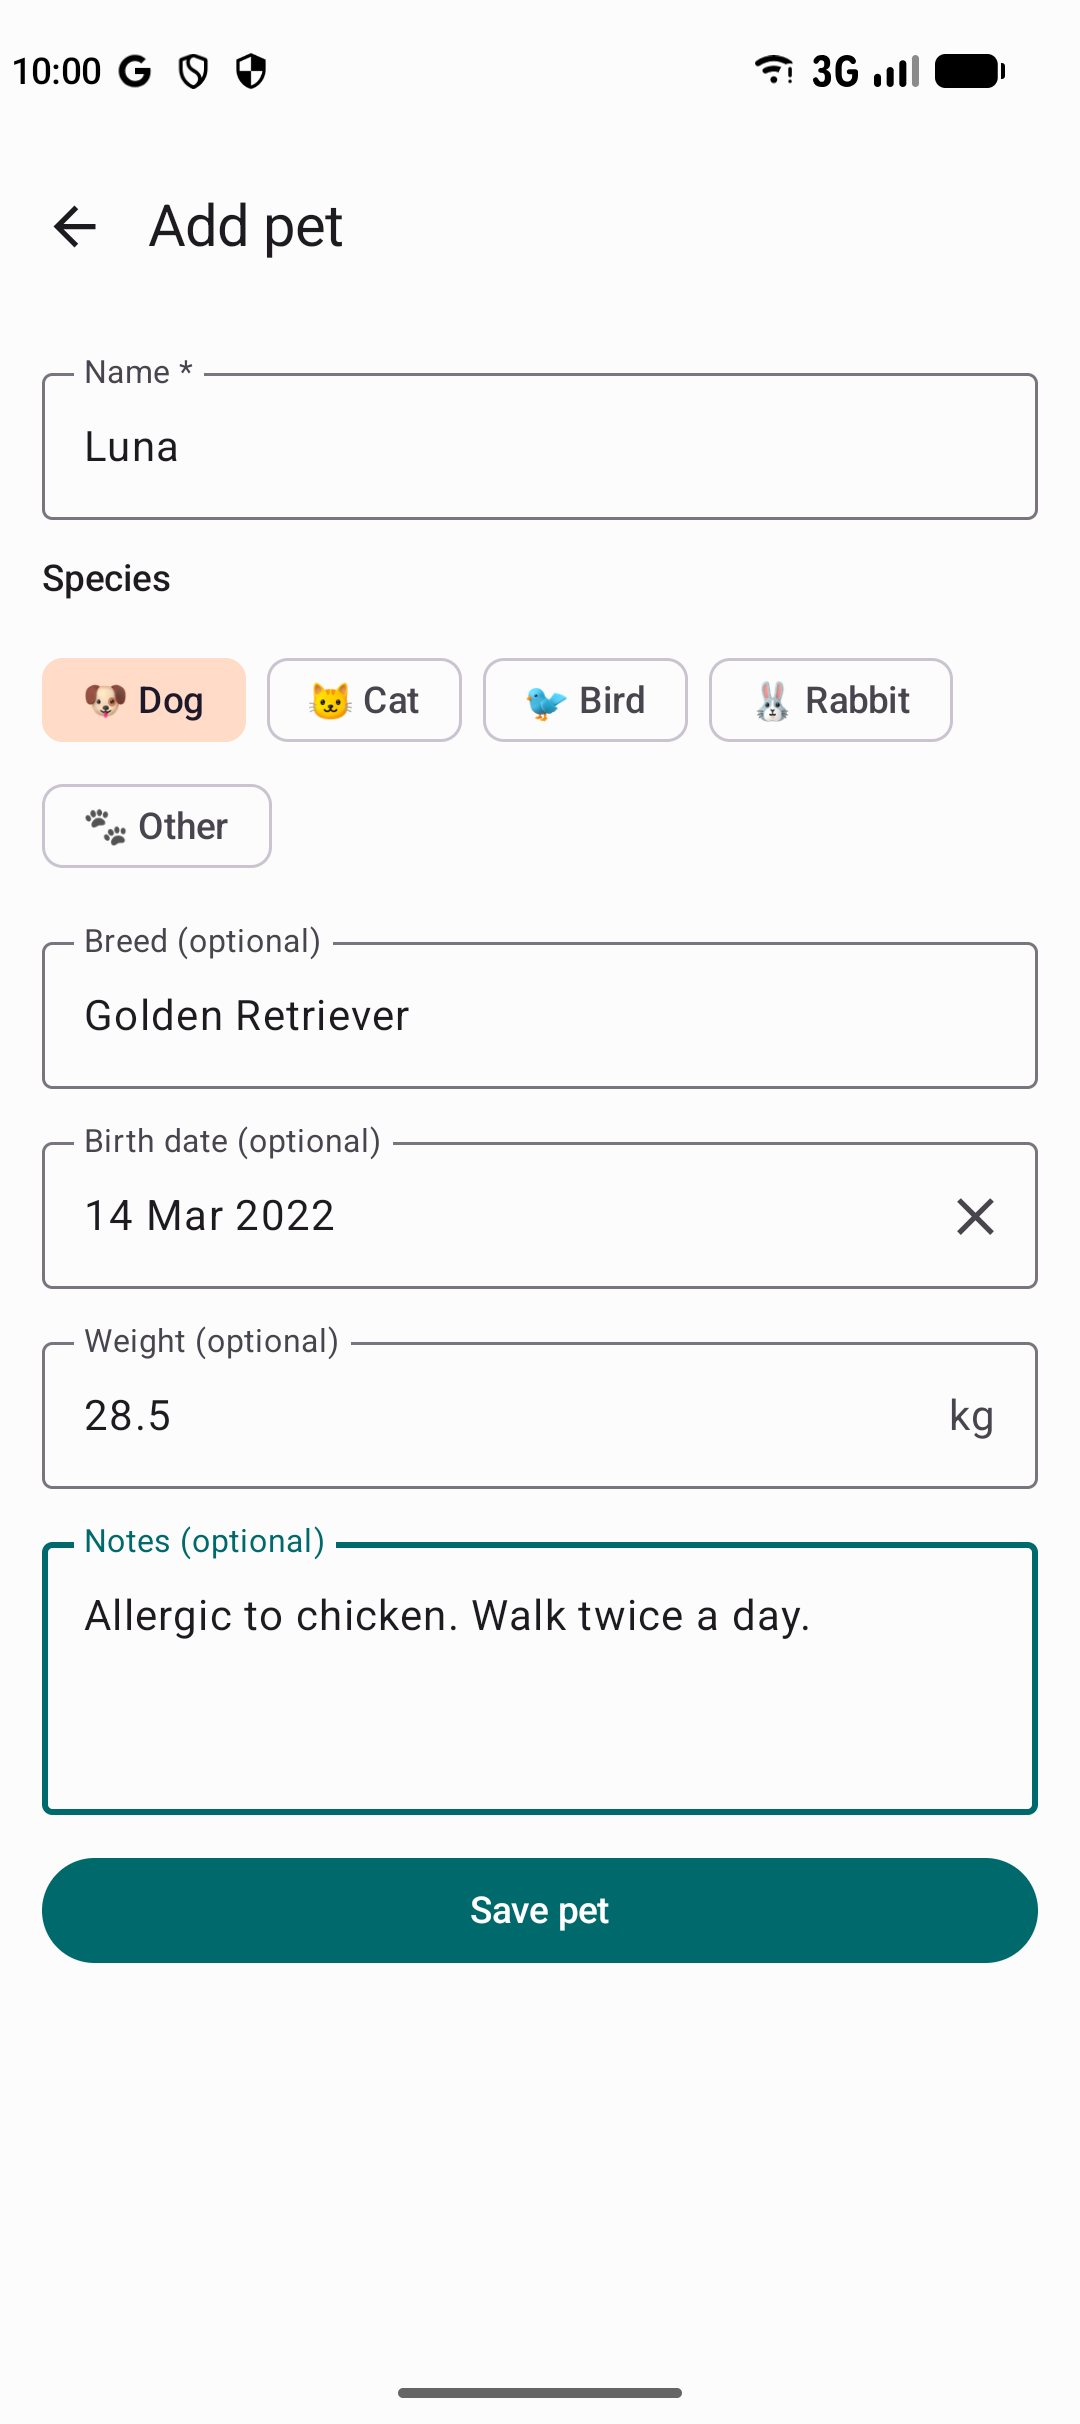 10:00
3G
Add pet
Name *
Luna
Species
Dog
Cat
Bird
Rabbit
Other
Breed (optional)
Golden Retriever
Birth date (optional)
14 Mar 2022
Weight (optional)
28.5 kg
Notes (optional)
Allergic to chicken. Walk twice a day.
Save pet